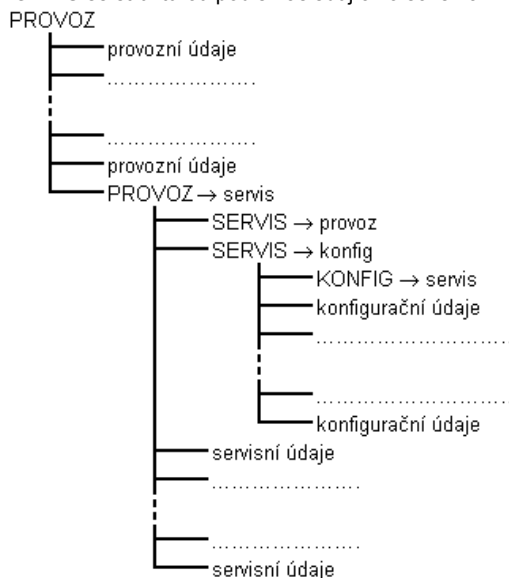 PROVOZ
provozní údaje
......................
......................
provozní údaje
PROVOZ → servis
SERVIS → provoz
SERVIS → konfig
KONFIG → servis
konfigurační údaje
.............................
.............................
konfigurační údaje
servisní údaje
......................
......................
servisní údaje